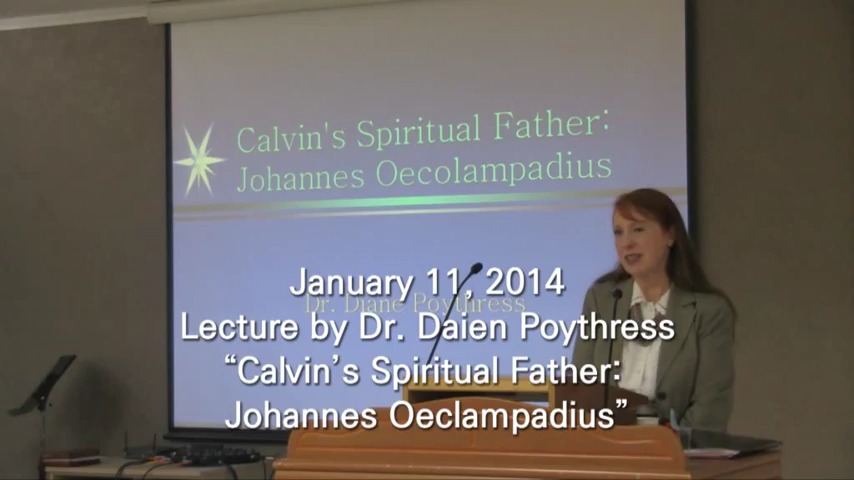 Calvin's Spiritual Father:
Johannes Oecolampadius
Dr. Diane Poythress
January 11, 2014
Lecture by Dr. Daien Poythress
“Calvin’s Spiritual Father:
Johannes Oeclampadius”